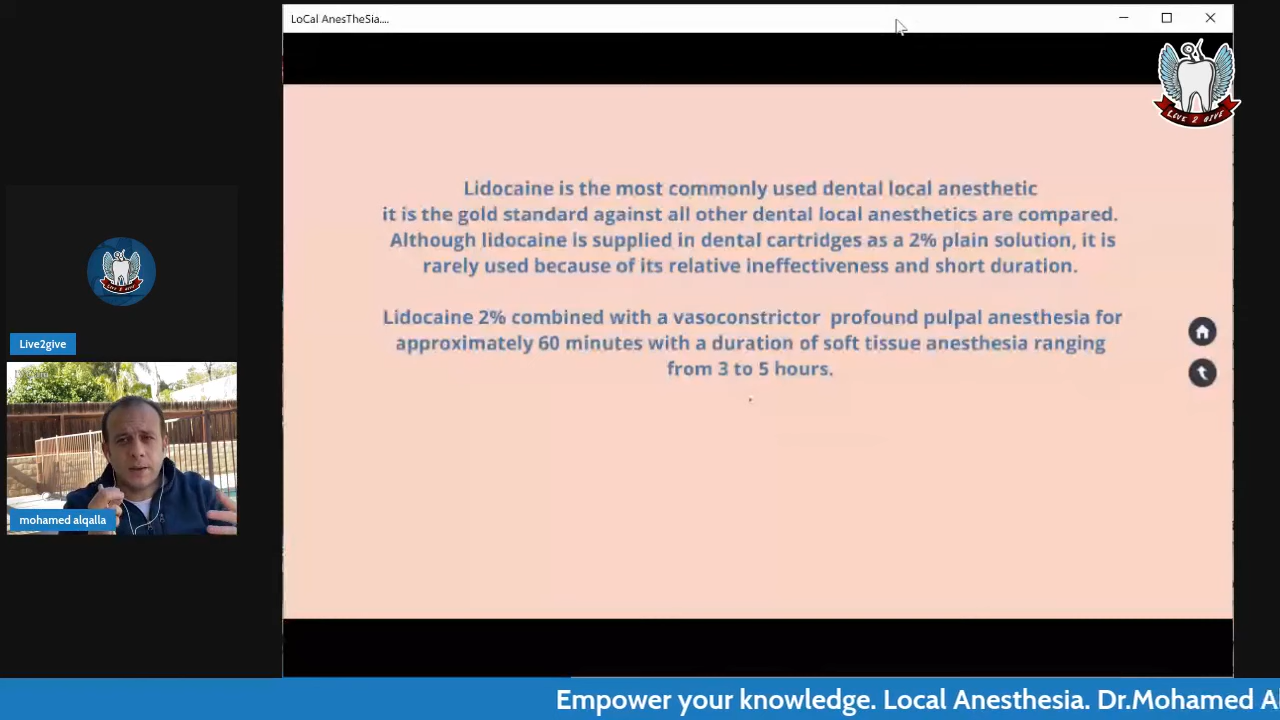 LoCal AnesTheSia....
LOVE 2 GIVE
Lidocaine is the most commonly used dental local anesthetic
it is the gold standard against all other dental local anesthetics are compared.
Although lidocaine is supplied in dental cartridges as a 2% plain solution, it is
rarely used because of its relative ineffectiveness and short duration.
Lidocaine 2% combined with a vasoconstrictor profound pulpal anesthesia for
approximately 60 minutes with a duration of soft tissue anesthesia ranging
from 3 to 5 hours.
.
Live2give
mohamed alqalla
Empower your knowledge. Local Anesthesia. Dr.Mohamed Al